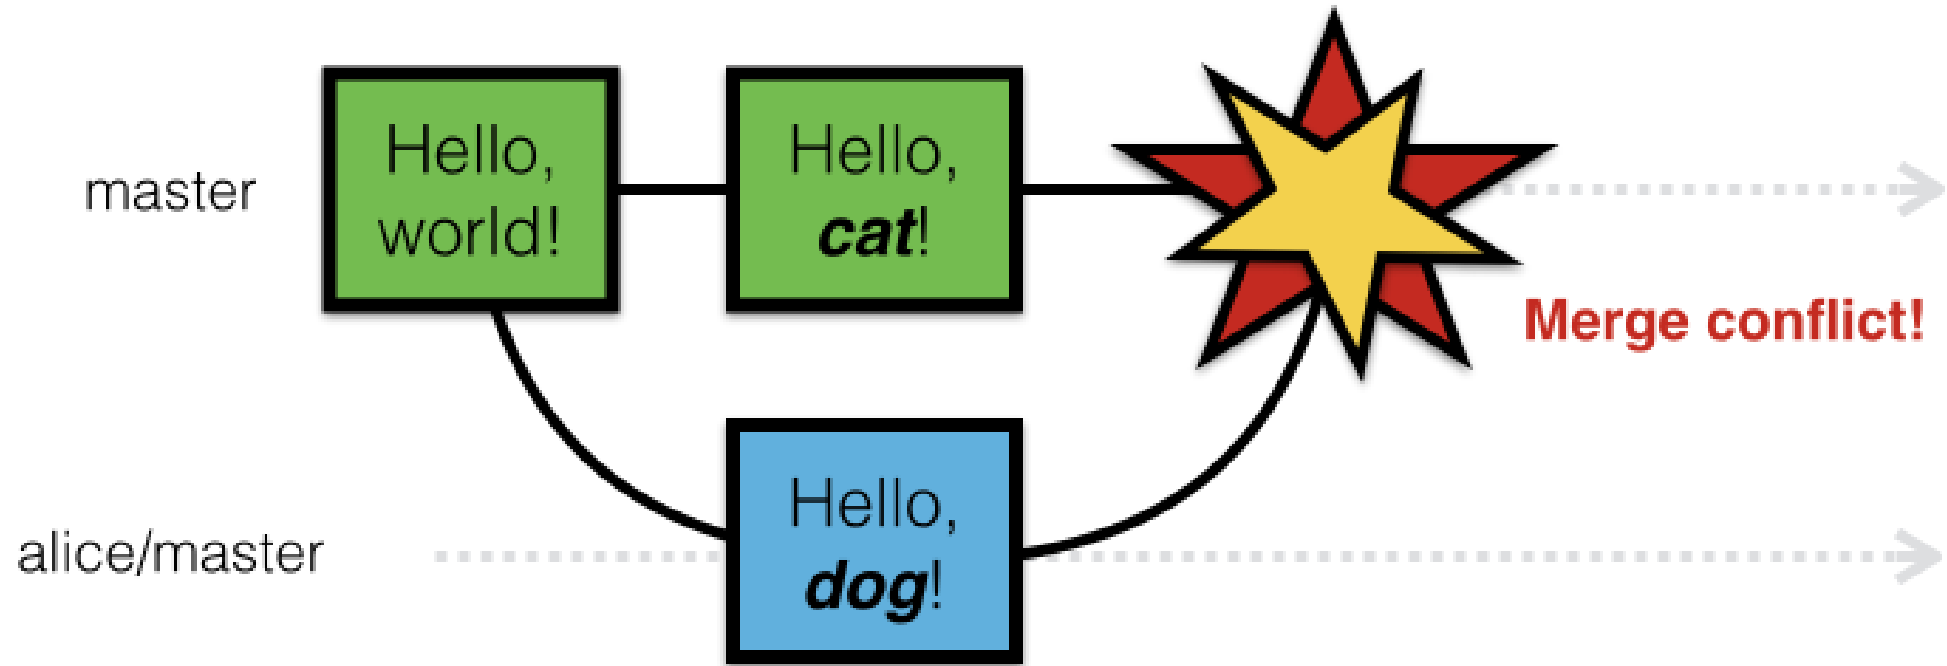 master
Hello,
world!
Hello,
cat!
Merge conflict!
alice/master
Hello,
dog!